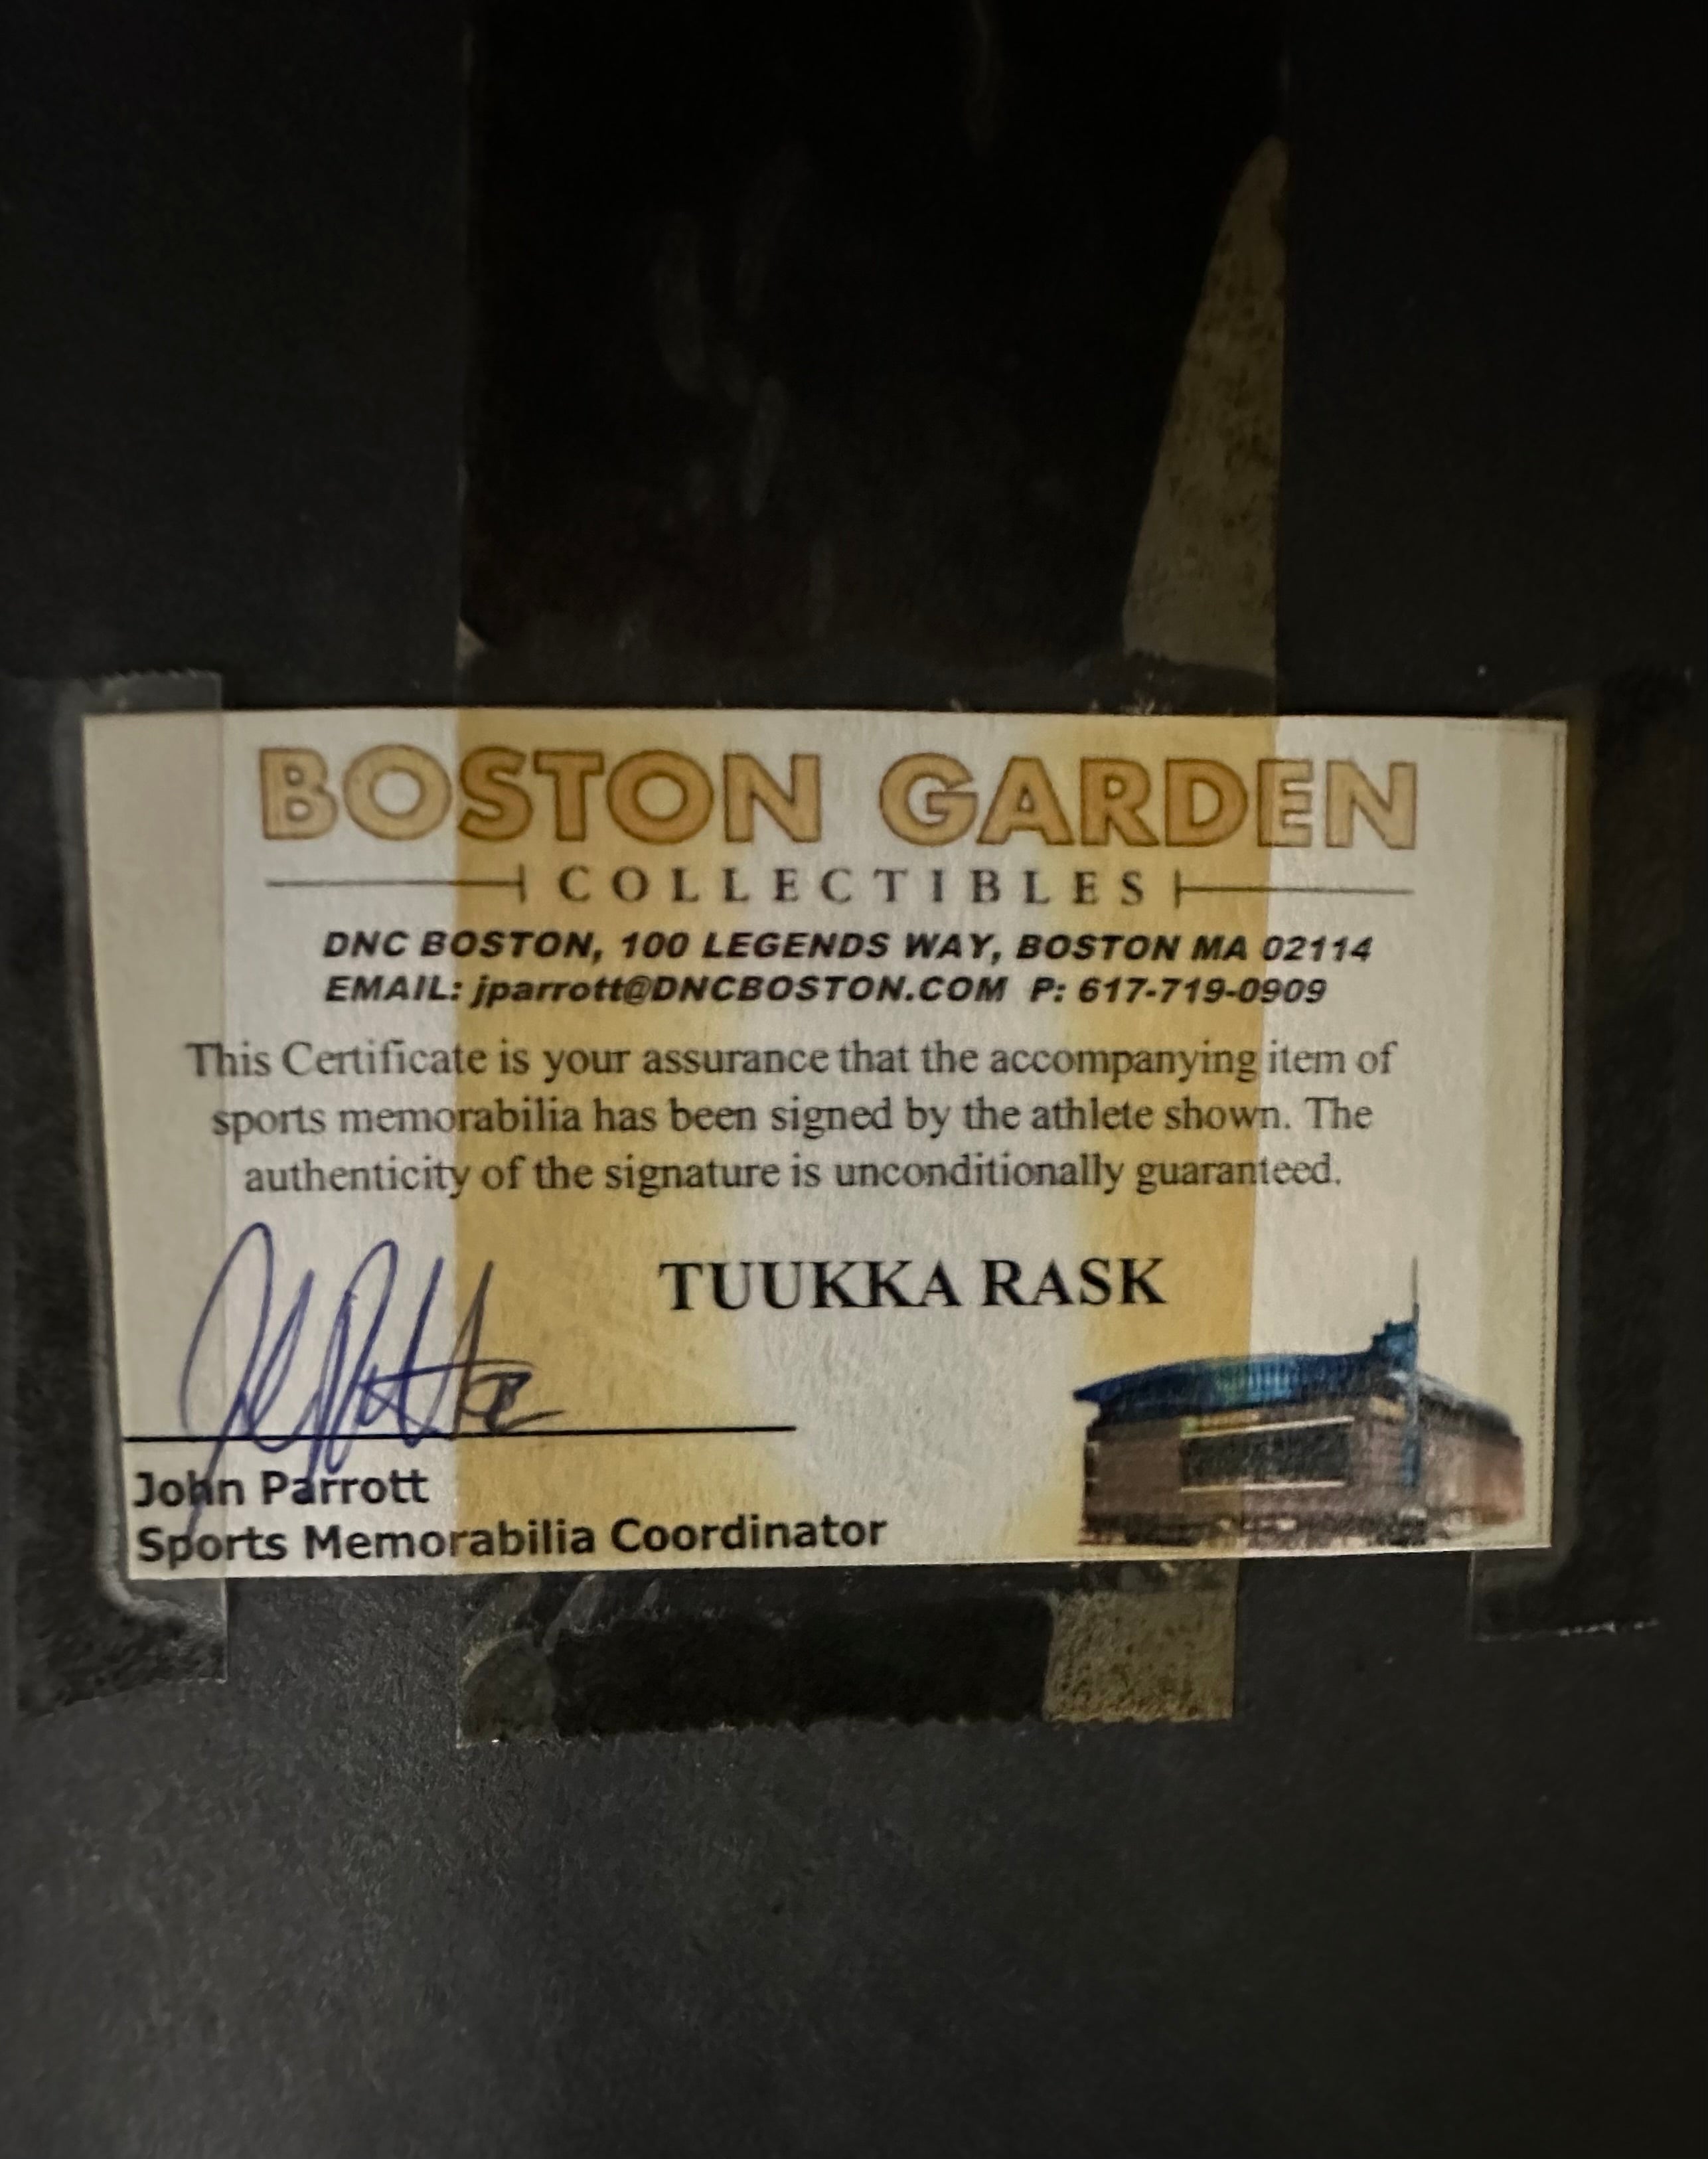 BOSTON GARDEN
COLLECTIBLES
DNC BOSTON, 100 LEGENDS WAY, BOSTON MA 02114
EMAIL: jparrott@DNCBOSTON.COM P: 617-719-0909
This Certificate is your assurance that the accompanying item of
sports memorabilia has been signed by the athlete shown. The
authenticity of the signature is unconditionally guaranteed.
TUUKKA RASK
John Parrott
Sports Memorabilia Coordinator